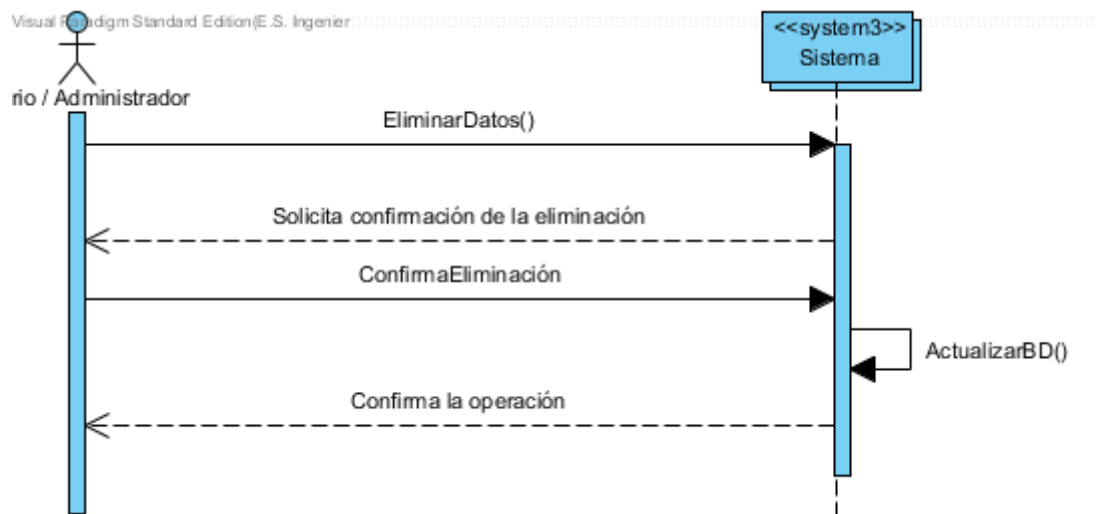 Visual Paradigm Standard Edition(E.S. Ingenier
<<system3>>
Sistema
rio / Administrador
EliminarDatos()
Solicita confirmación de la eliminación
ConfirmaEliminación
ActualizarBD()
Confirma la operación